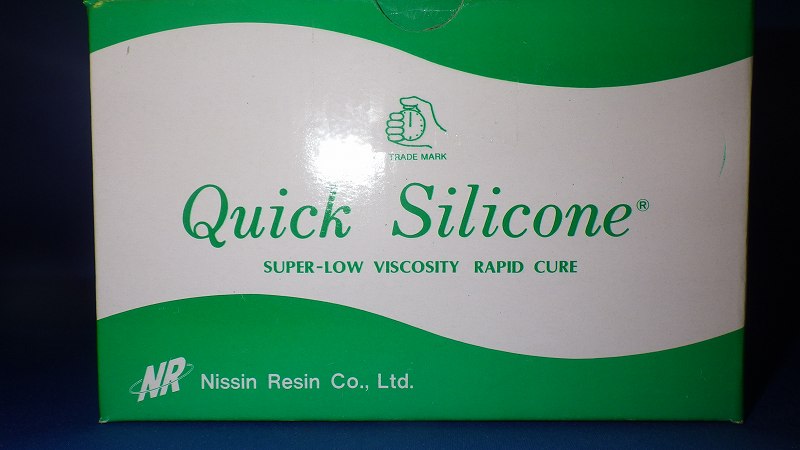 TRADE MARK
Quick Silicone®
SUPER-LOW VISCOSITY RAPID CURE
NR Nissin Resin Co., Ltd.